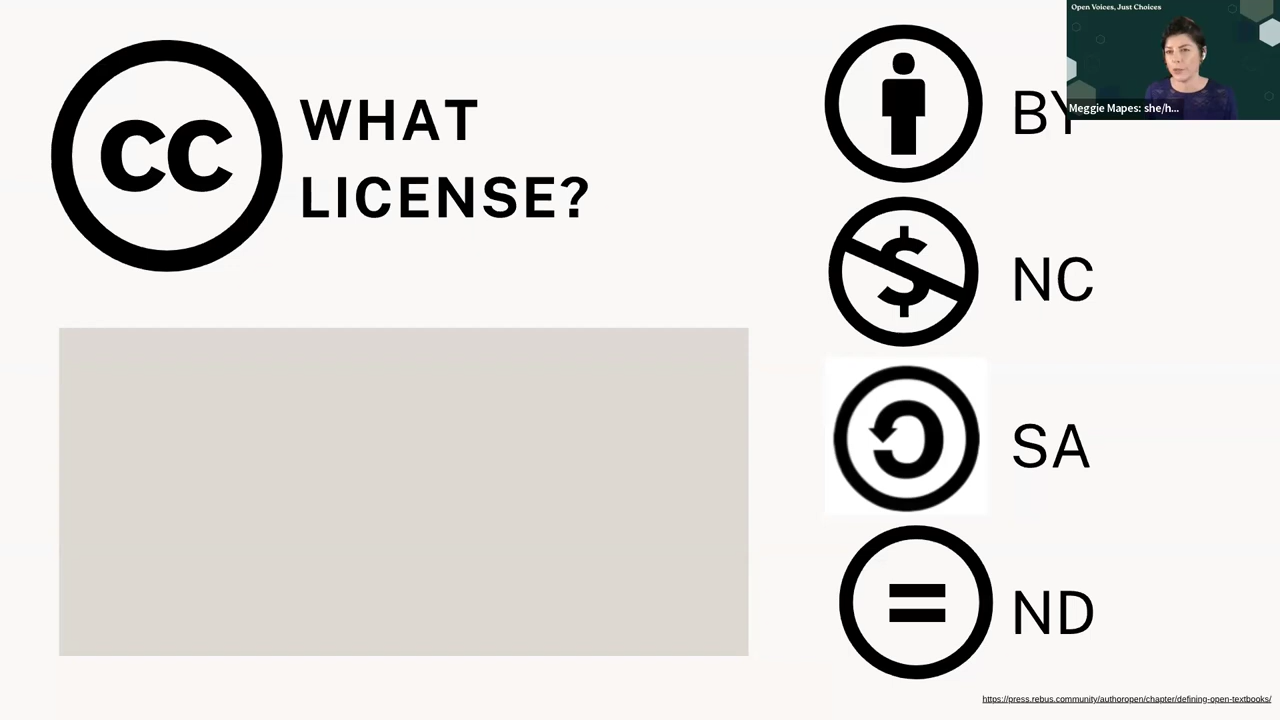 Open Voices, Just Choices
cc
WHAT
LICENSE?
BY
Meggie Mapes: she/h...
$
NC
SA
=
ND
https://press.rebus.community/authoropen/chapter/defining-open-textbooks/